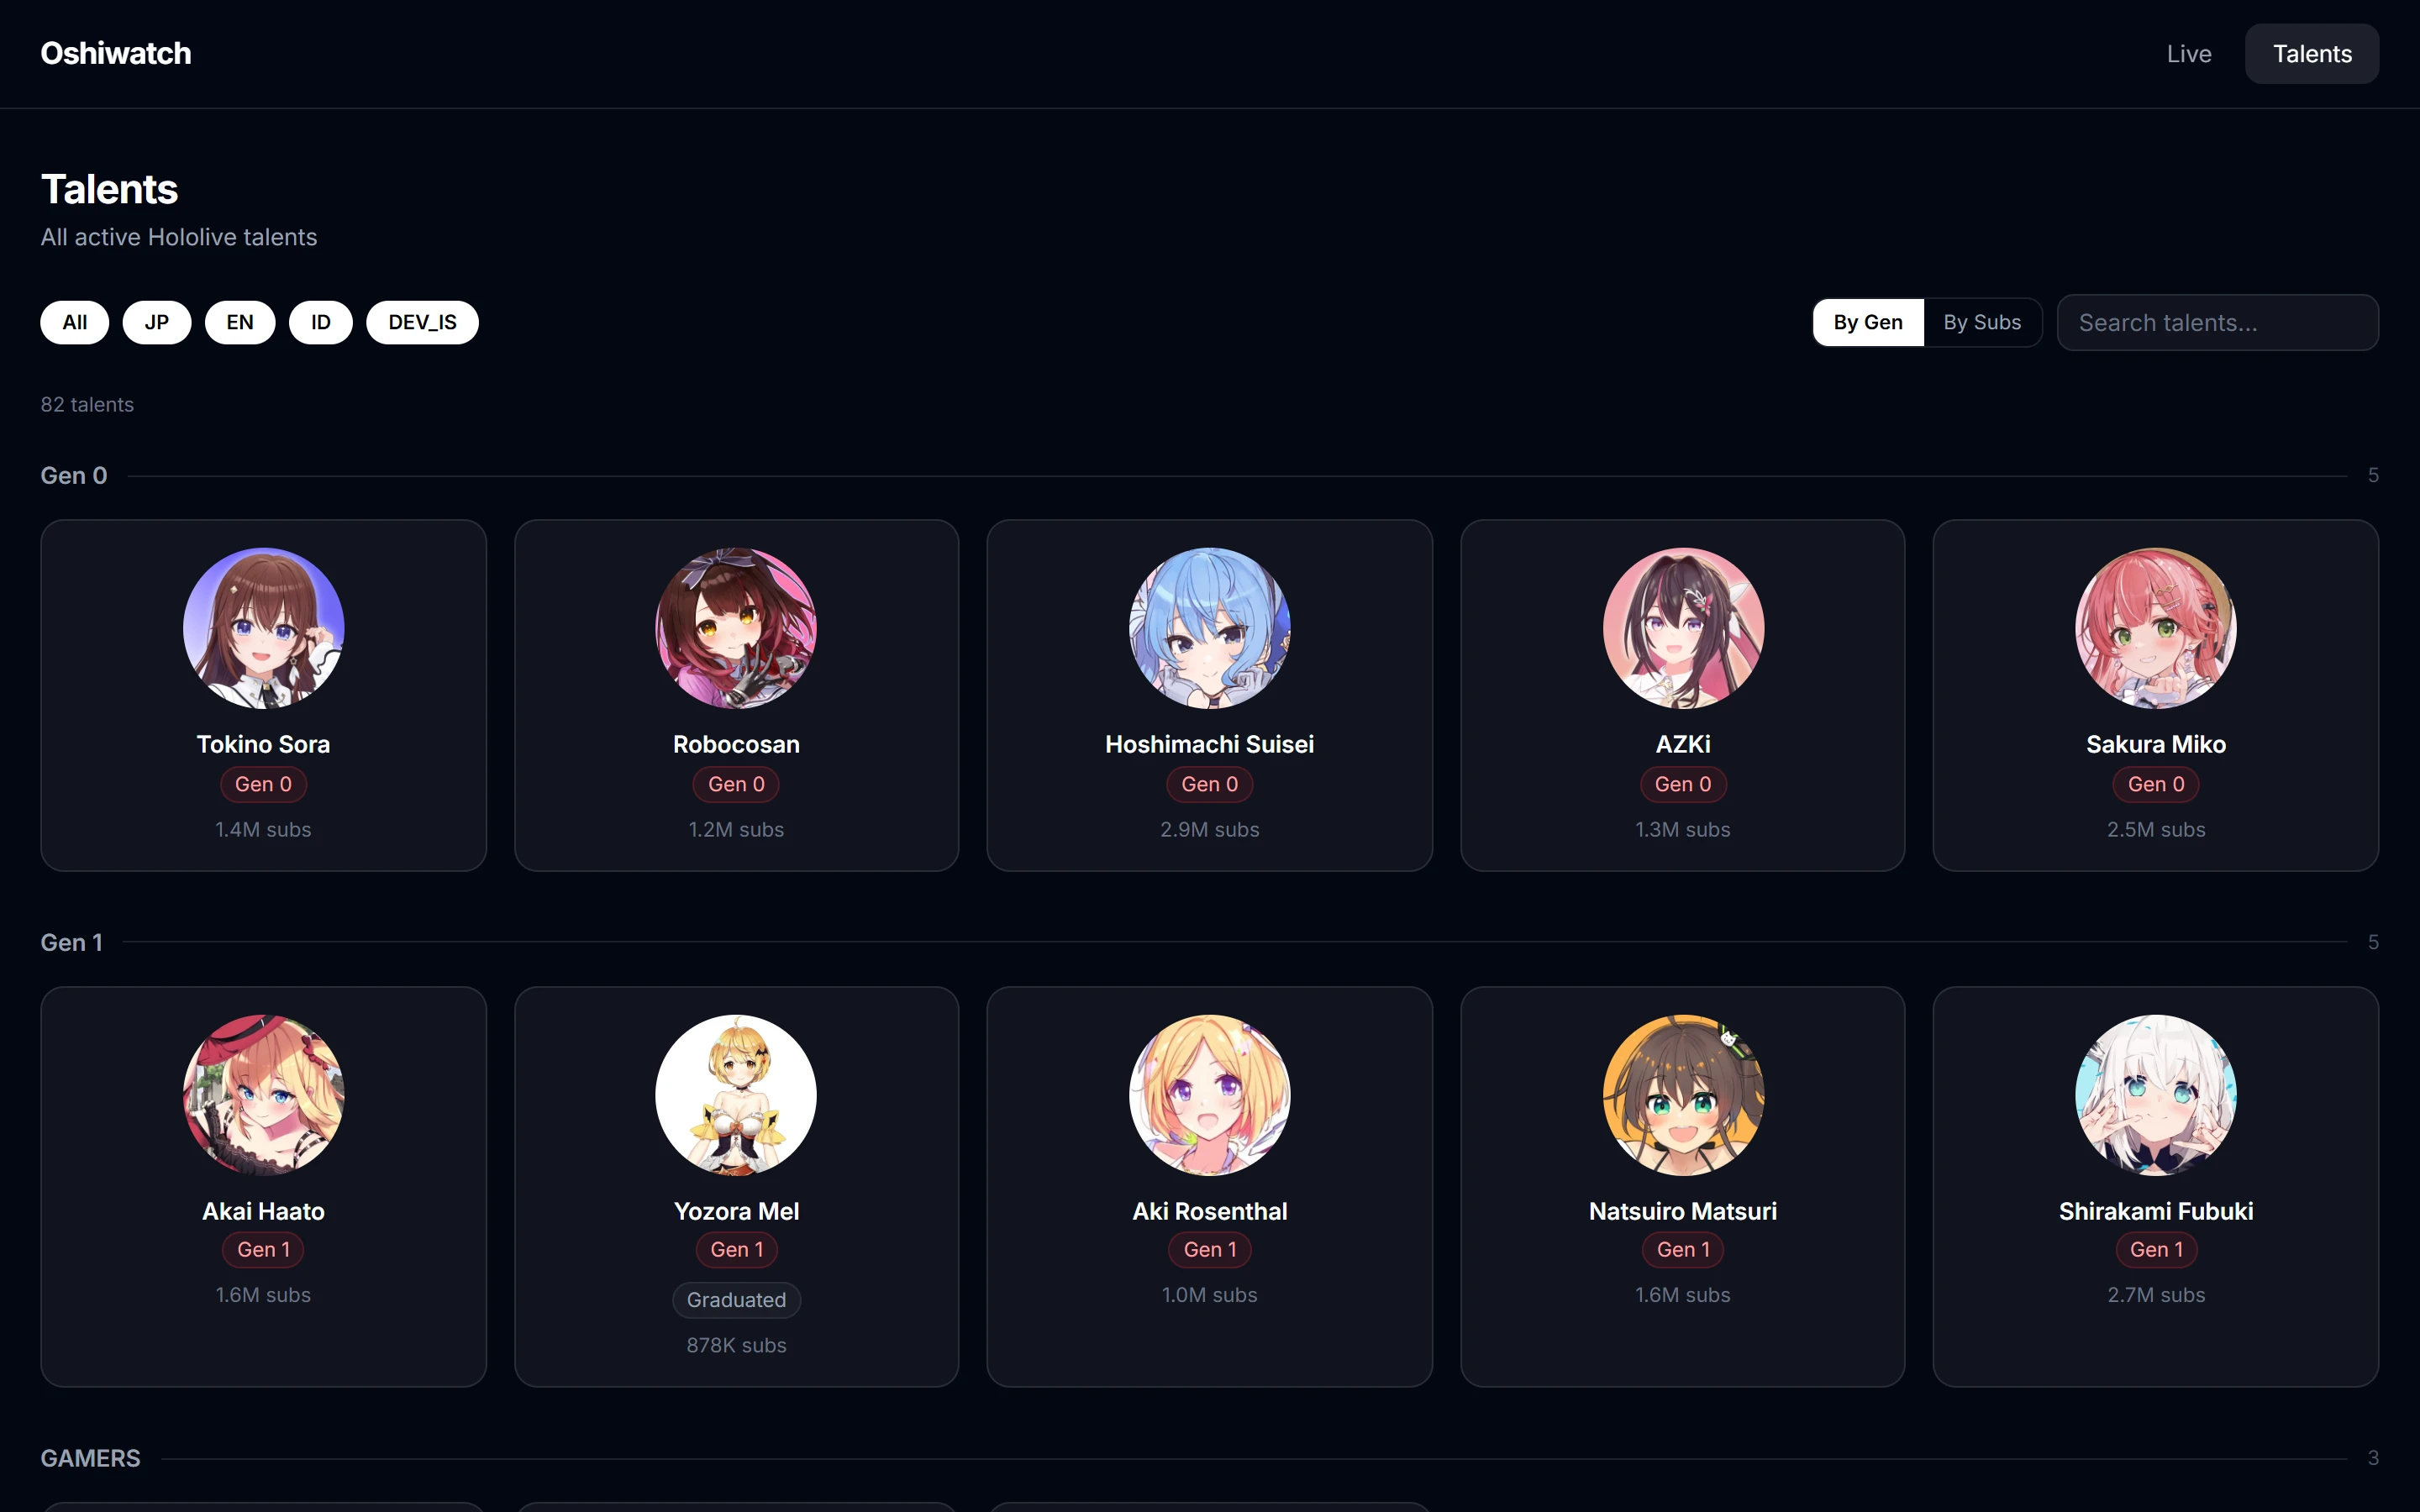 Oshiwatch
Live
Talents
Talents
All active Hololive talents
All
JP
EN
ID
DEV_IS
By Gen
By Subs
Search talents...
82 talents
Gen 0
5
Tokino Sora
Gen 0
1.4M subs
Robocosan
Gen 0
1.2M subs
Hoshimachi Suisei
Gen 0
2.9M subs
AZKi
Gen 0
1.3M subs
Sakura Miko
Gen 0
2.5M subs
Gen 1
5
Akai Haato
Gen 1
1.6M subs
Yozora Mel
Gen 1
Graduated
878K subs
Aki Rosenthal
Gen 1
1.0M subs
Natsuiro Matsuri
Gen 1
1.6M subs
Shirakami Fubuki
Gen 1
2.7M subs
GAMERS
3